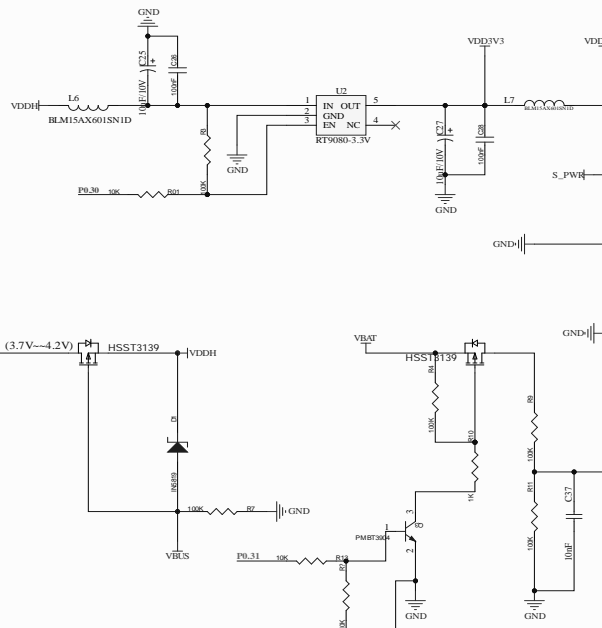 GND
VDD3V3
VDD
C25
10uF/10V
C26
100nF
L6
VDDH
BLM15AX601SN1D
U2
1 IN OUT 5
2 GND
3 EN NC 4
RT9080-3.3V
L7
BLM15AX601SN1D
C27
10uF/10V
C28
100nF
100K
GND
GND
P0.30 10K R01
S_PWR
GND
GND
(3.7V~~4.2V)
HSST3139
VDDH
VBAT
HSST3139
R4
100K
R9
100K
D1
IN5819
R10
1K
100K R7
GND
VBUS
R11
100K
C37
10nF
PMBT3904
1
3
2
P0.31 10K R13
GND
GND